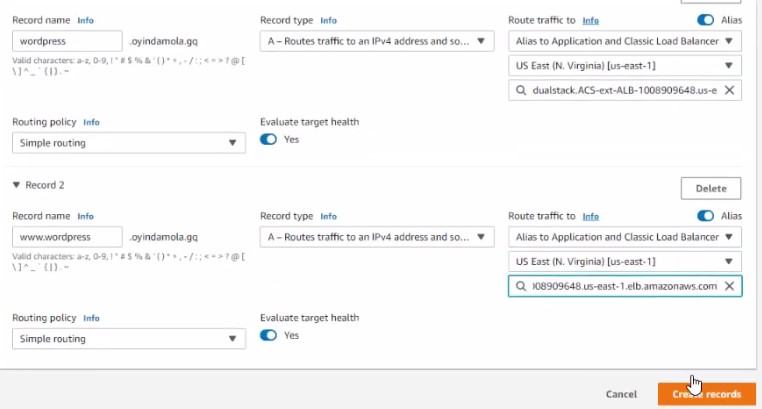 Record name Info
Record type Info
Route traffic to Info
Alias
wordpress
.oyindamola.gq
A – Routes traffic to an IPv4 address and so...
Alias to Application and Classic Load Balancer
Valid characters: a-z, 0-9, ! " # $ % & ' ( ) * + , - / : ; < = > ? @ [
\ ] ^ _ ` { | } . ~
US East (N. Virginia) [us-east-1]
dualstack.ACS-ext-ALB-1008909648.us-e
Routing policy Info
Evaluate target health
Simple routing
Yes
Record 2
Delete
Record name Info
Record type Info
Route traffic to Info
Alias
www.wordpress
.oyindamola.gq
A – Routes traffic to an IPv4 address and so...
Alias to Application and Classic Load Balancer
Valid characters: a-z, 0-9, ! " # $ % & ' ( ) * + , - / : ; < = > ? @ [
\ ] ^ _ ` { | } . ~
US East (N. Virginia) [us-east-1]
08909648.us-east-1.elb.amazonaws.com
Routing policy Info
Evaluate target health
Simple routing
Yes
Cancel
Create records